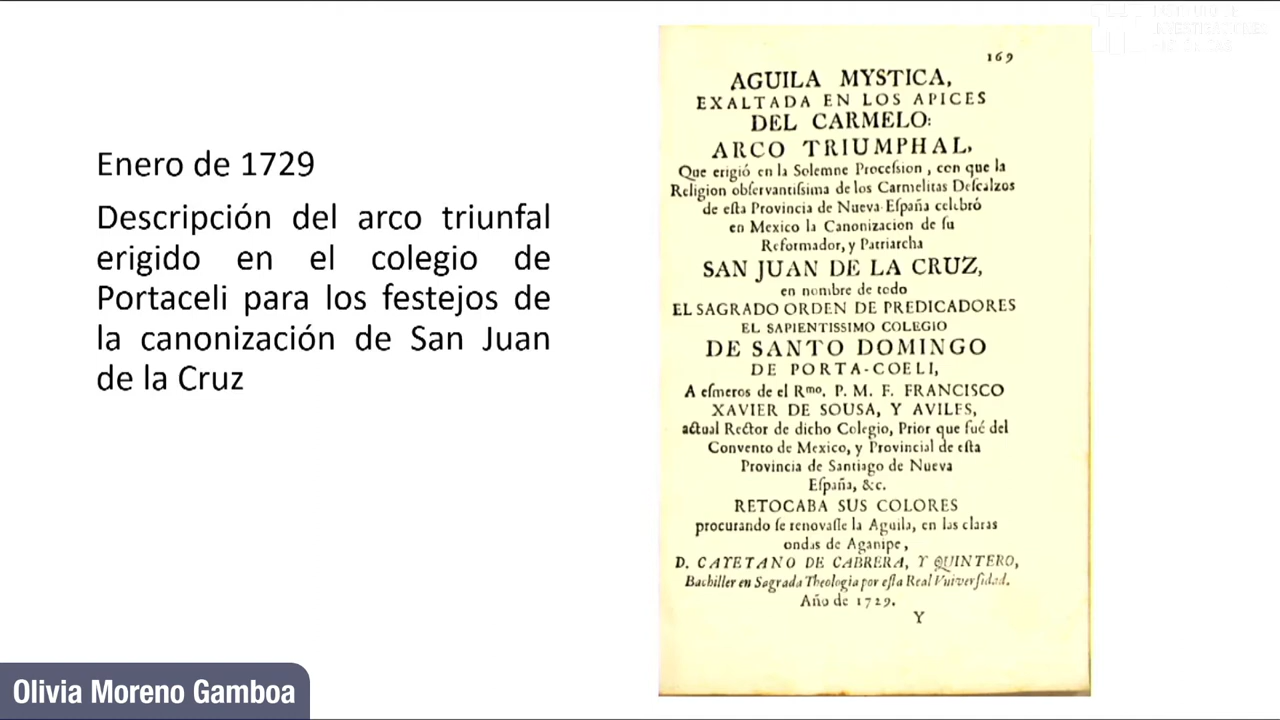 Enero de 1729
Descripción del arco triunfal
erigido en el colegio de
Portaceli para los festejos de
la canonización de San Juan
de la Cruz
169
AGUILA MYSTICA,
EXALTADA EN LOS APICES
DEL CARMELO:
ARCO TRIUMPHAL,
Que erigió en la Solemne Proceſsion, con que la
Religion obſervantiſsima de los Carmelitas Deſcalzos
de eſta Provincia de Nueva Eſpaña celebró
en Mexico la Canonizacion de ſu
Reformador, y Patriarcha
SAN JUAN DE LA CRUZ,
en nombre de todo
EL SAGRADO ORDEN DE PREDICADORES
EL SAPIENTISSIMO COLEGIO
DE SANTO DOMINGO
DE PORTA-COELI,
A eſmeros de el Rmo. P. M. F. FRANCISCO
XAVIER DE SOUSA, Y AVILES,
actual Rector de dicho Colegio, Prior que fué del
Convento de Mexico, y Provincial de eſta
Provincia de Santiago de Nueva
Eſpaña, &c.
RETOCABA SUS COLORES
procurando ſe renovaſſe la Aguila, en las claras
ondas de Aganipe,
D. CAYETANO DE CABRERA, Y QUINTERO,
Bachiller en Sagrada Theologia por eſta Real Vuiverſidad.
Año de 1729.
Y
Olivia Moreno Gamboa